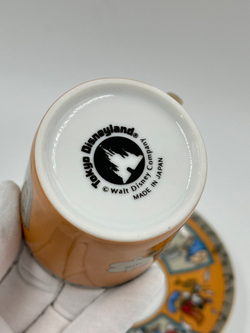 Tokyo Disneyland®
© Walt Disney Company
MADE IN JAPAN